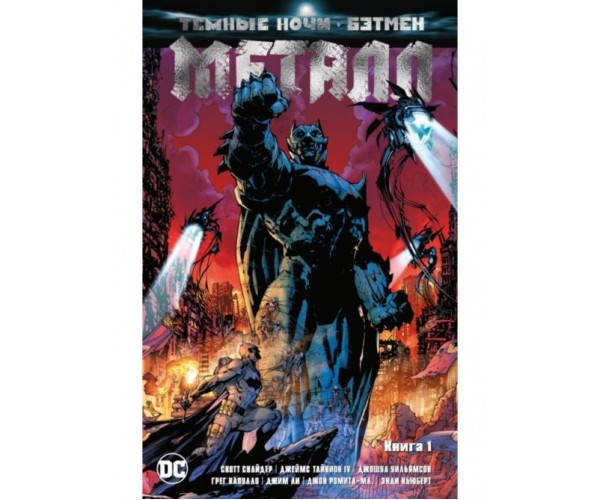 ТЕМНЫЕ НОЧИ · БЭТМЕН
МЕТАЛЛ
Книга 1
СКОТТ СНАЙДЕР | ДЖЕЙМС ТАЙНИОН IV | ДЖОШУА УИЛЬЯМСОН
ГРЕГ КАПУЛЛО | ДЖИМ ЛИ | ДЖОН РОМИТА-МЛ. | ЭНДИ КЬЮБЕРТ
DC